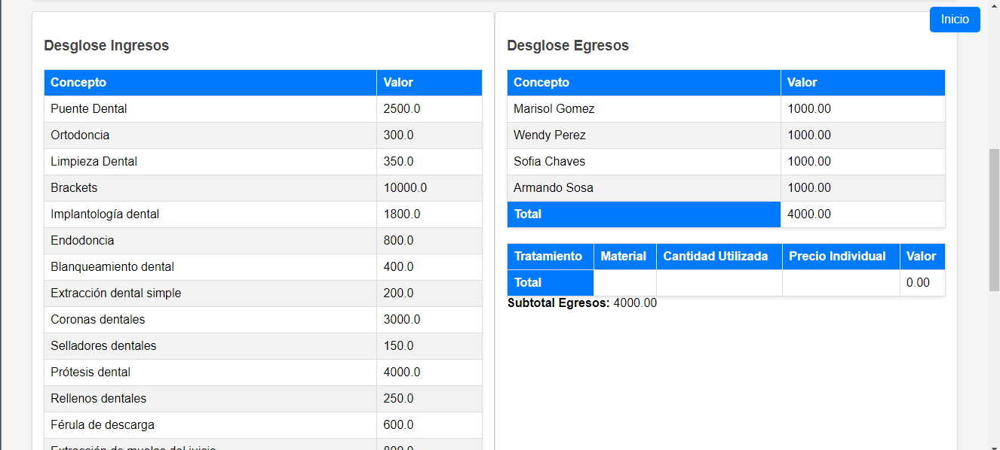 Inicio
Desglose Ingresos
Concepto Valor
Puente Dental 2500.0
Ortodoncia 300.0
Limpieza Dental 350.0
Brackets 10000.0
Implantología dental 1800.0
Endodoncia 800.0
Blanqueamiento dental 400.0
Extracción dental simple 200.0
Coronas dentales 3000.0
Selladores dentales 150.0
Prótesis dental 4000.0
Rellenos dentales 250.0
Férula de descarga 600.0
Extracción de muelas del juicio 800.0
Desglose Egresos
Concepto Valor
Marisol Gomez 1000.00
Wendy Perez 1000.00
Sofia Chaves 1000.00
Armando Sosa 1000.00
Total 4000.00
Tratamiento Material Cantidad Utilizada Precio Individual Valor
Total 0.00
Subtotal Egresos: 4000.00